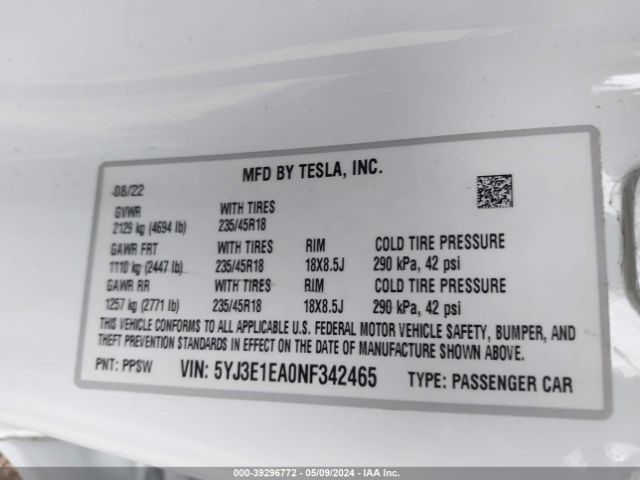 MFD BY TESLA, INC.
08/22
GVWR WITH TIRES
2129 kg (4694 lb) 235/45R18
GAWR FRT WITH TIRES RIM COLD TIRE PRESSURE
1110 kg (2447 lb) 235/45R18 18X8.5J 290 kPa, 42 psi
GAWR RR WITH TIRES RIM COLD TIRE PRESSURE
1257 kg (2771 lb) 235/45R18 18X8.5J 290 kPa, 42 psi
THIS VEHICLE CONFORMS TO ALL APPLICABLE U.S. FEDERAL MOTOR VEHICLE SAFETY, BUMPER, AND
THEFT PREVENTION STANDARDS IN EFFECT ON THE DATE OF MANUFACTURE SHOWN ABOVE.
PNT: PPSW VIN: 5YJ3E1EA0NF342465 TYPE: PASSENGER CAR
000-39296772 - 05/09/2024 - IAA Inc.